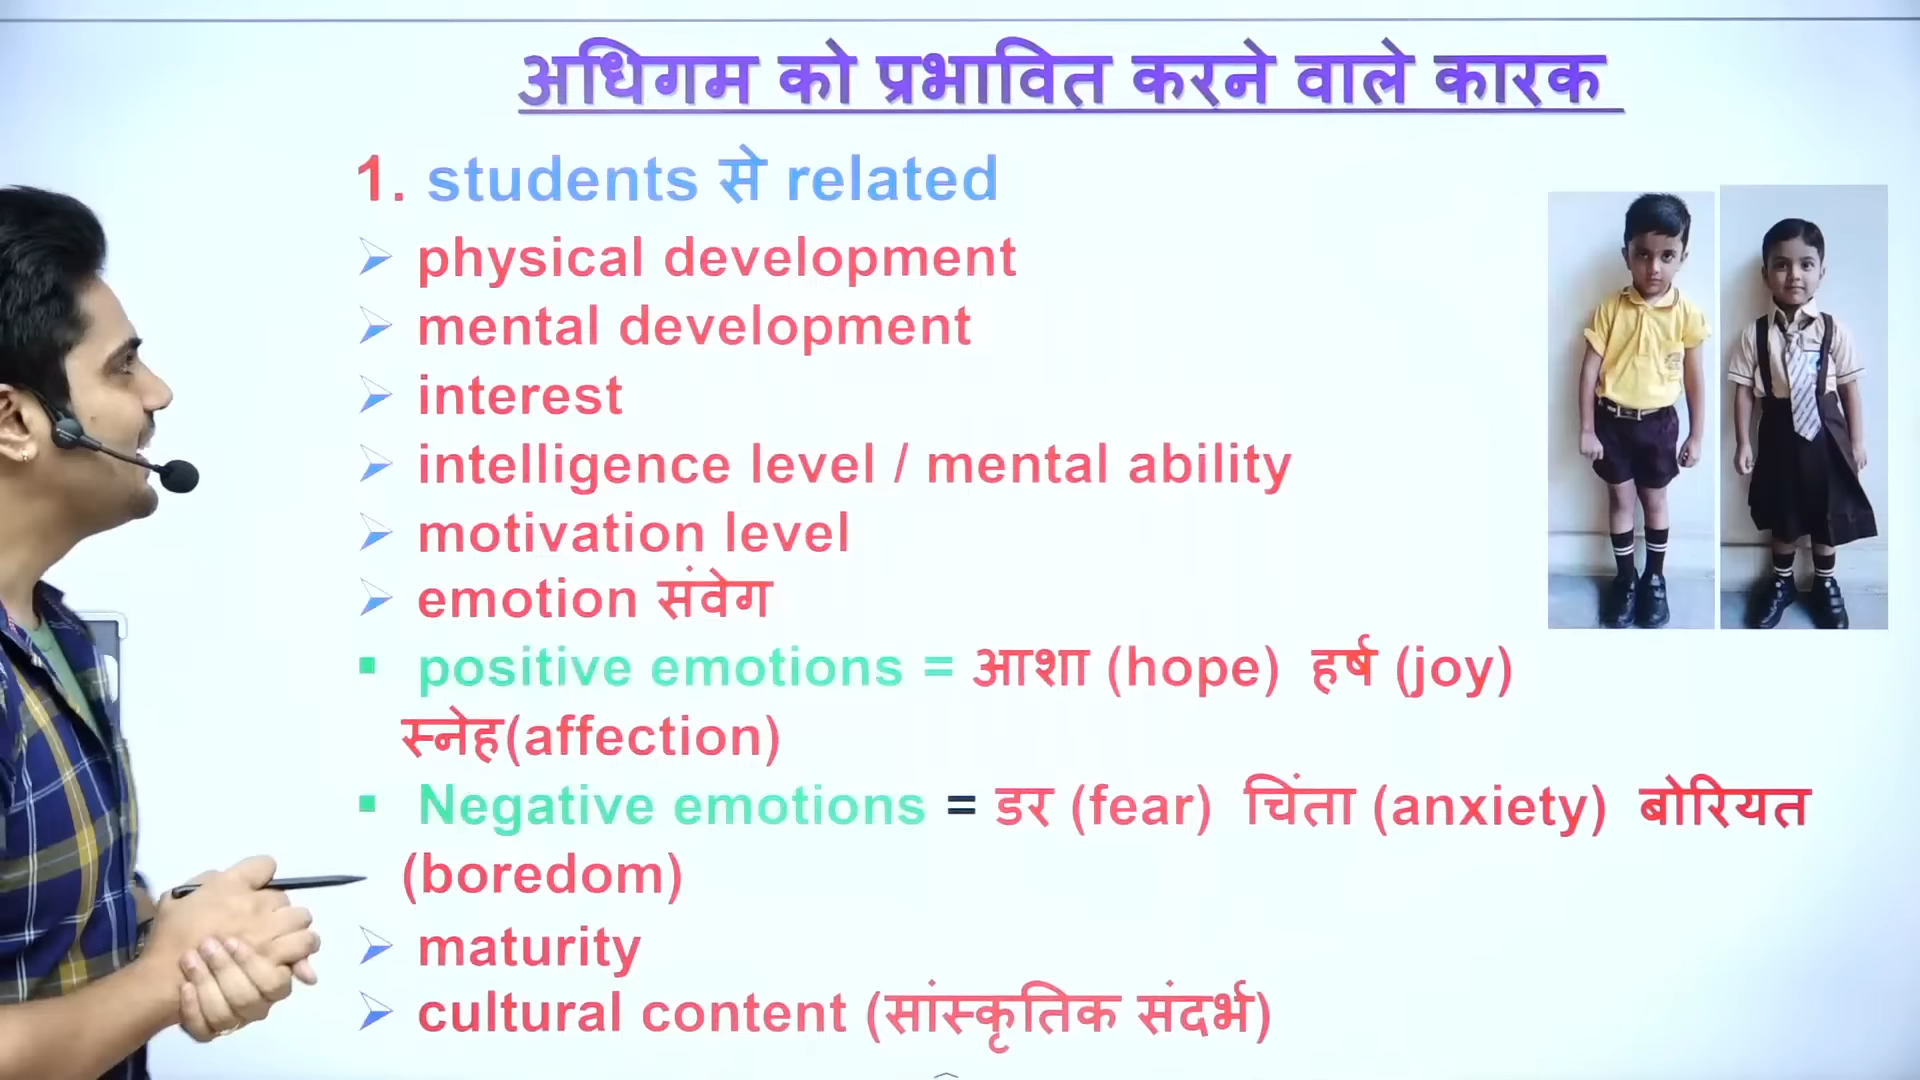 अधिगम को प्रभावित करने वाले कारक
1. students से related
➢ physical development
➢ mental development
➢ interest
➢ intelligence level / mental ability
➢ motivation level
➢ emotion संवेग
▪ positive emotions = आशा (hope) हर्ष (joy)
स्नेह(affection)
▪ Negative emotions = डर (fear) चिंता (anxiety) बोरियत
(boredom)
➢ maturity
➢ cultural content (सांस्कृतिक संदर्भ)